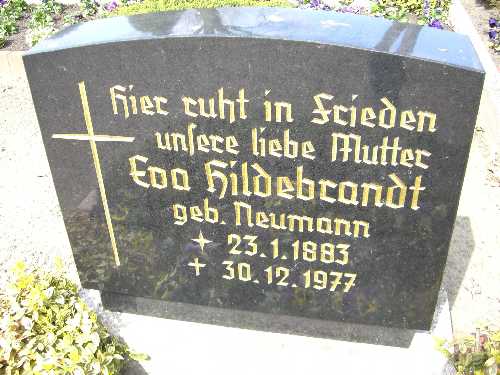 Hier ruht in Frieden
unsere liebe Mutter
Eva Hildebrandt
geb. Neumann
23.1.1883
30.12.1977